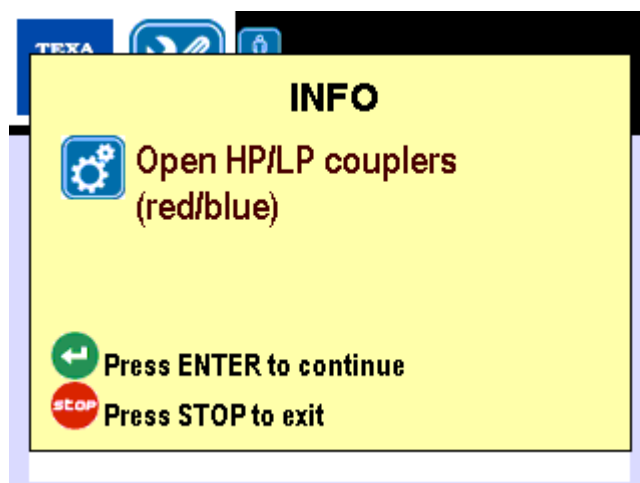 TEXA
INFO
Open HP/LP couplers
(red/blue)
Press ENTER to continue
stop
Press STOP to exit